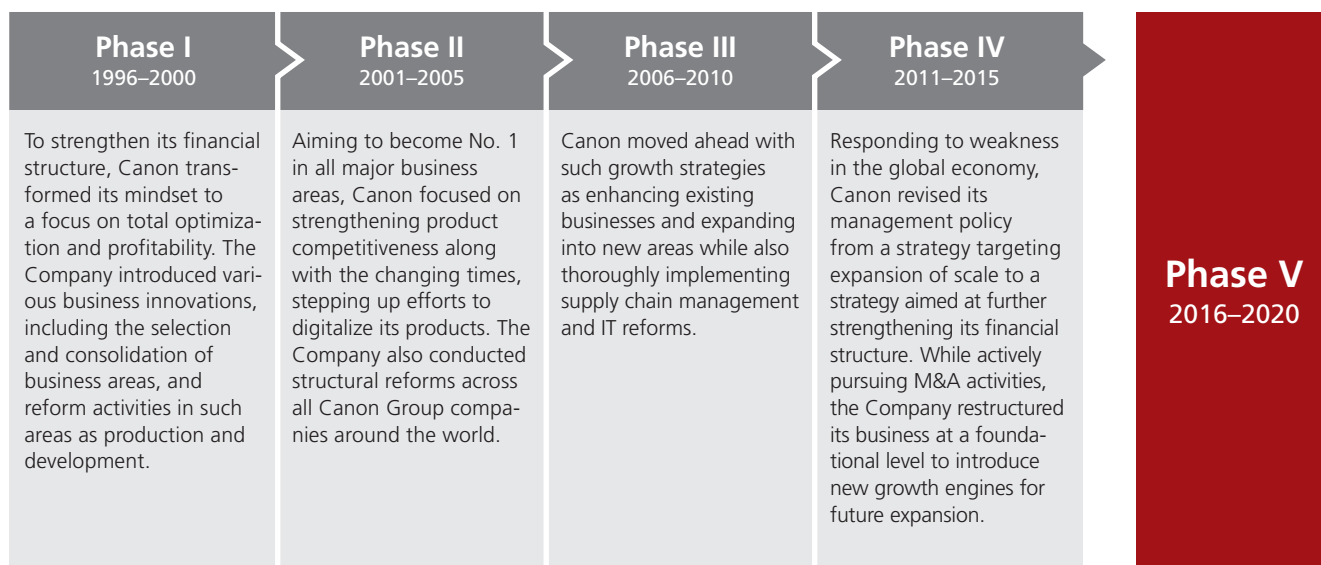 Phase I
1996–2000
To strengthen its financial
structure, Canon trans-
formed its mindset to
a focus on total optimiza-
tion and profitability. The
Company introduced vari-
ous business innovations,
including the selection
and consolidation of
business areas, and
reform activities in such
areas as production and
development.
Phase II
2001–2005
Aiming to become No. 1
in all major business
areas, Canon focused on
strengthening product
competitiveness along
with the changing times,
stepping up efforts to
digitalize its products. The
Company also conducted
structural reforms across
all Canon Group compa-
nies around the world.
Phase III
2006–2010
Canon moved ahead with
such growth strategies
as enhancing existing
businesses and expanding
into new areas while also
thoroughly implementing
supply chain management
and IT reforms.
Phase IV
2011–2015
Responding to weakness
in the global economy,
Canon revised its
management policy
from a strategy targeting
expansion of scale to a
strategy aimed at further
strengthening its financial
structure. While actively
pursuing M&A activities,
the Company restructured
its business at a founda-
tional level to introduce
new growth engines for
future expansion.
Phase V
2016–2020